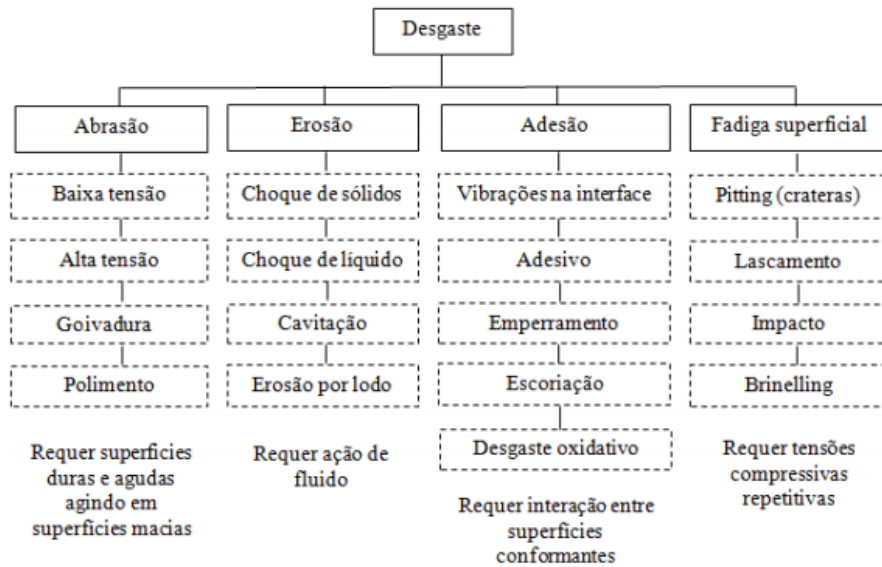 Desgaste
Abrasão
Erosão
Adesão
Fadiga superficial
Baixa tensão
Choque de sólidos
Vibrações na interface
Pitting (crateras)
Alta tensão
Choque de líquido
Adesivo
Lascamento
Goivadura
Cavitação
Emperramento
Impacto
Polimento
Erosão por lodo
Escoriação
Brinelling
Desgaste oxidativo
Requer superfícies
duras e agudas
agindo em
superfícies macias
Requer ação de
fluido
Requer interação entre
superfícies
conformantes
Requer tensões
compressivas
repetitivas